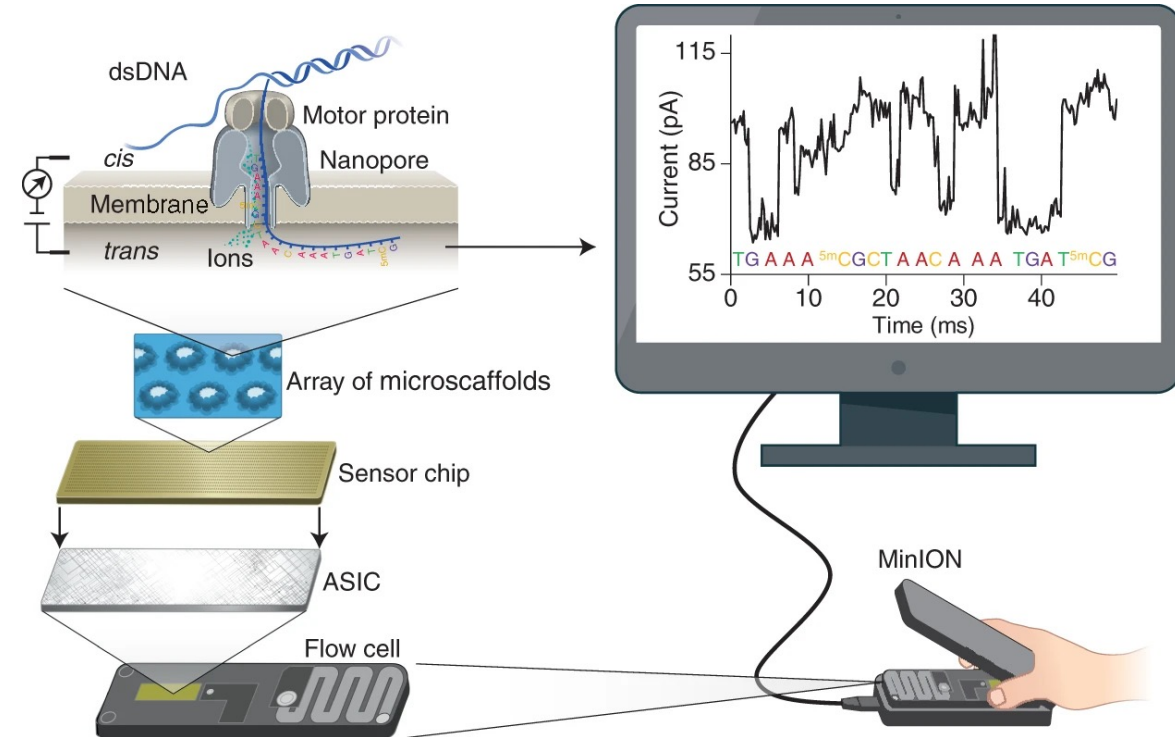 dsDNA
Motor protein
cis
Nanopore
Membrane
trans
Ions
A A C A A A T G A T 5mC G
Array of microscaffolds
Sensor chip
ASIC
Flow cell
115
85
55
Current (pA)
TGAAA5mCGCTAACAAATGAT5mCG
0 10 20 30 40
Time (ms)
MinION